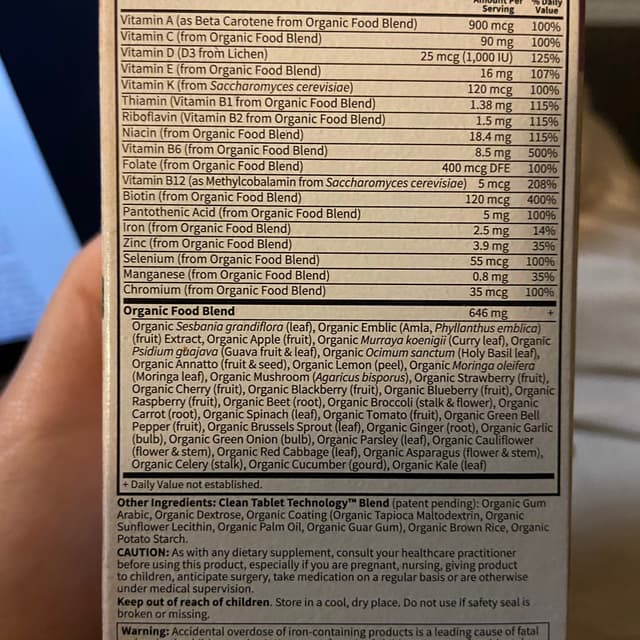 Amount Per % Daily
Serving Value
Vitamin A (as Beta Carotene from Organic Food Blend) 900 mcg 100%
Vitamin C (from Organic Food Blend) 90 mg 100%
Vitamin D (D3 from Lichen) 25 mcg (1,000 IU) 125%
Vitamin E (from Organic Food Blend) 16 mg 107%
Vitamin K (from Saccharomyces cerevisiae) 120 mcg 100%
Thiamin (Vitamin B1 from Organic Food Blend) 1.38 mg 115%
Riboflavin (Vitamin B2 from Organic Food Blend) 1.5 mg 115%
Niacin (from Organic Food Blend) 18.4 mg 115%
Vitamin B6 (from Organic Food Blend) 8.5 mg 500%
Folate (from Organic Food Blend) 400 mcg DFE 100%
Vitamin B12 (as Methylcobalamin from Saccharomyces cerevisiae) 5 mcg 208%
Biotin (from Organic Food Blend) 120 mcg 400%
Pantothenic Acid (from Organic Food Blend) 5 mg 100%
Iron (from Organic Food Blend) 2.5 mg 14%
Zinc (from Organic Food Blend) 3.9 mg 35%
Selenium (from Organic Food Blend) 55 mcg 100%
Manganese (from Organic Food Blend) 0.8 mg 35%
Chromium (from Organic Food Blend) 35 mcg 100%
Organic Food Blend 646 mg +
Organic Sesbania grandiflora (leaf), Organic Emblic (Amla, Phyllanthus emblica)
(fruit) Extract, Organic Apple (fruit), Organic Murraya koenigii (Curry leaf), Organic
Psidium guajava (Guava fruit & leaf), Organic Ocimum sanctum (Holy Basil leaf),
Organic Annatto (fruit & seed), Organic Lemon (peel), Organic Moringa oleifera
(Moringa leaf), Organic Mushroom (Agaricus bisporus), Organic Strawberry (fruit),
Organic Cherry (fruit), Organic Blackberry (fruit), Organic Blueberry (fruit), Organic
Raspberry (fruit), Organic Beet (root), Organic Broccoli (stalk & flower), Organic
Carrot (root), Organic Spinach (leaf), Organic Tomato (fruit), Organic Green Bell
Pepper (fruit), Organic Brussels Sprout (leaf), Organic Ginger (root), Organic Garlic
(bulb), Organic Green Onion (bulb), Organic Parsley (leaf), Organic Cauliflower
(flower & stem), Organic Red Cabbage (leaf), Organic Asparagus (flower & stem),
Organic Celery (stalk), Organic Cucumber (gourd), Organic Kale (leaf)
+ Daily Value not established.
Other Ingredients: Clean Tablet Technology™ Blend (patent pending): Organic Gum
Arabic, Organic Dextrose, Organic Coating (Organic Tapioca Maltodextrin, Organic
Sunflower Lecithin, Organic Palm Oil, Organic Guar Gum), Organic Brown Rice, Organic
Potato Starch.
CAUTION: As with any dietary supplement, consult your healthcare practitioner
before using this product, especially if you are pregnant, nursing, giving product
to children, anticipate surgery, take medication on a regular basis or are otherwise
under medical supervision.
Keep out of reach of children. Store in a cool, dry place. Do not use if safety seal is
broken or missing.
Warning: Accidental overdose of iron-containing products is a leading cause of fatal